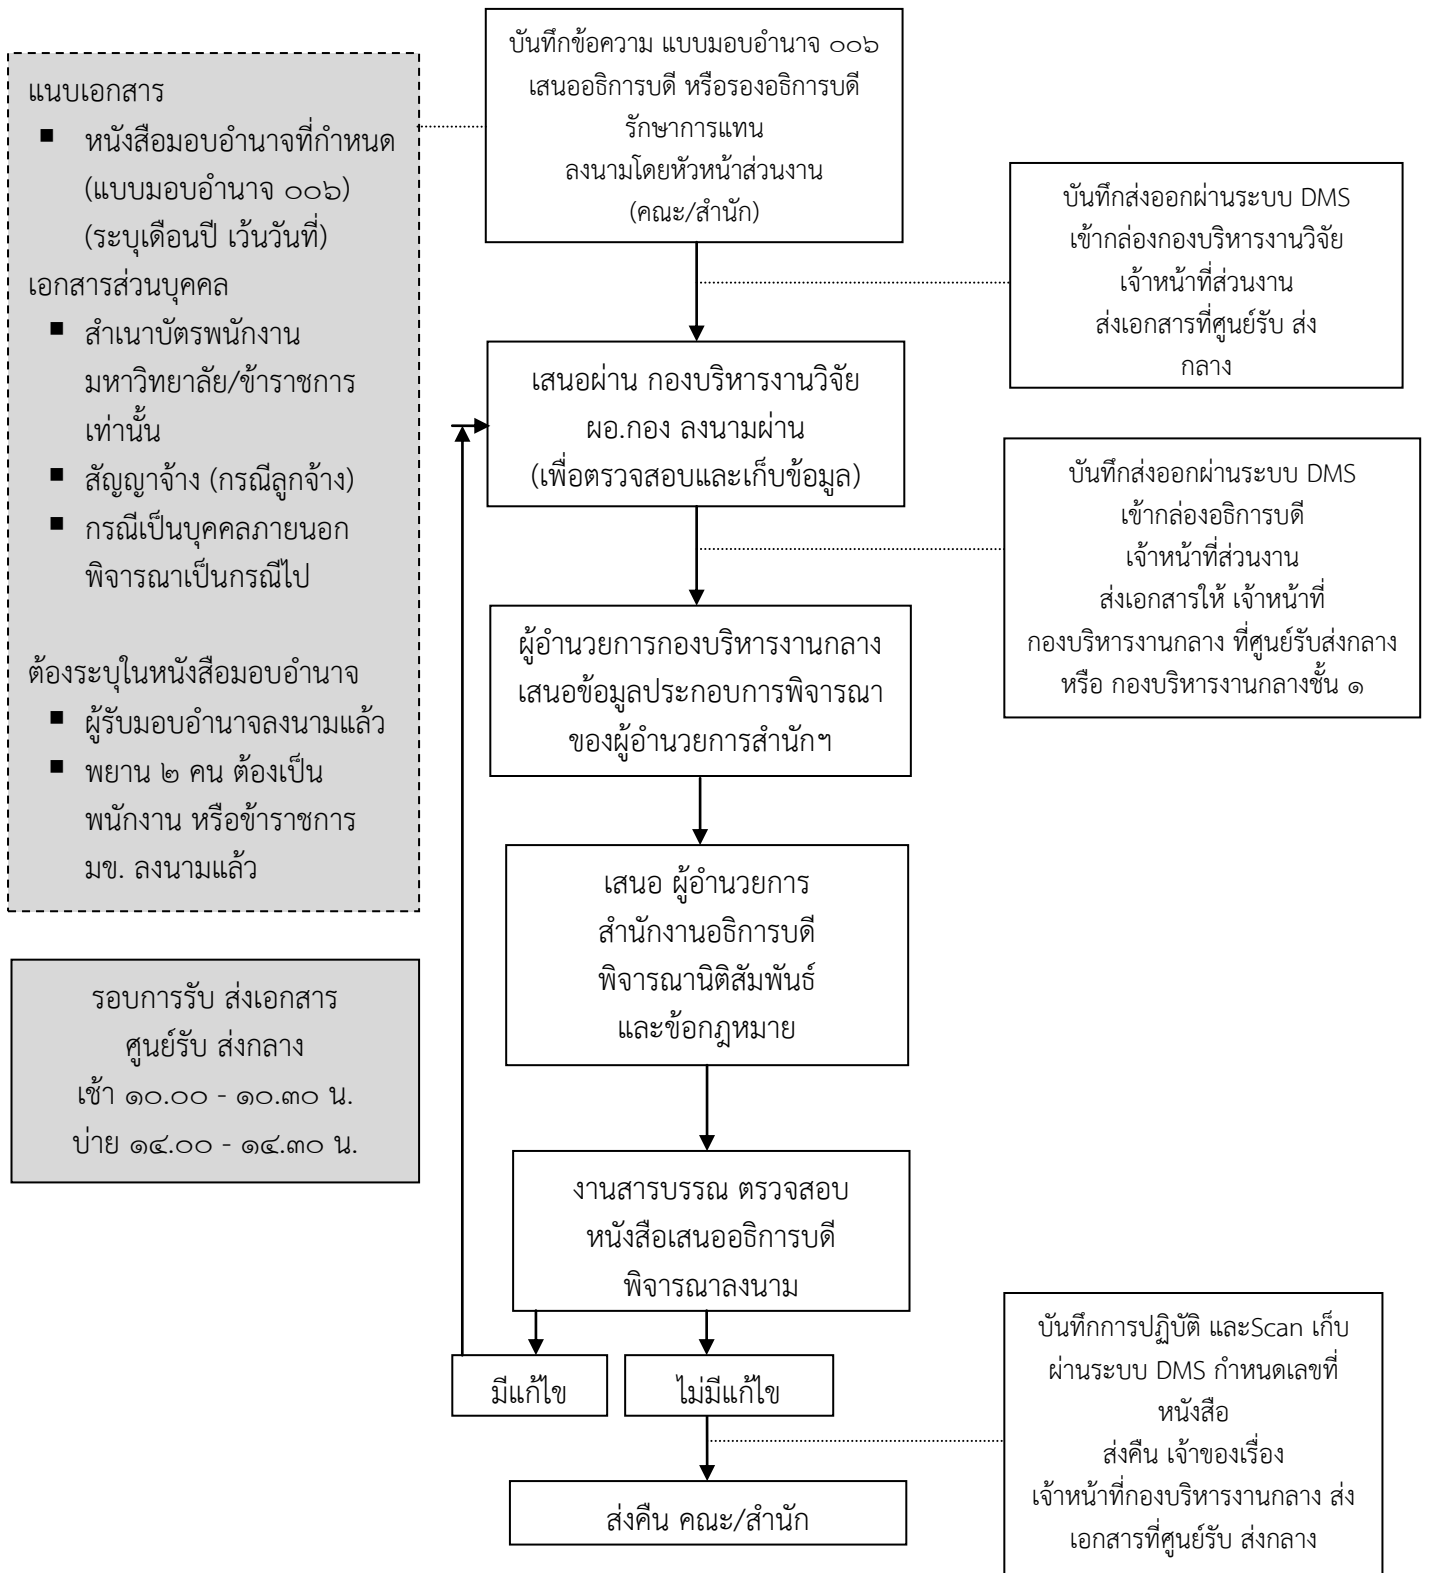 บันทึกข้อความ แบบมอบอำนาจ ๐๐๖
เสนออธิการบดี หรือรองอธิการบดี
รักษาการแทน
ลงนามโดยหัวหน้าส่วนงาน
(คณะ/สำนัก)
แนบเอกสาร
■ หนังสือมอบอำนาจที่กำหนด
(แบบมอบอำนาจ ๐๐๖)
(ระบุเดือนปี เว้นวันที่)
เอกสารส่วนบุคคล
■ สำเนาบัตรพนักงาน
มหาวิทยาลัย/ข้าราชการ
เท่านั้น
■ สัญญาจ้าง (กรณีลูกจ้าง)
■ กรณีเป็นบุคคลภายนอก
พิจารณาเป็นกรณีไป
ต้องระบุในหนังสือมอบอำนาจ
■ ผู้รับมอบอำนาจลงนามแล้ว
■ พยาน ๒ คน ต้องเป็น
พนักงาน หรือข้าราชการ
มข. ลงนามแล้ว
บันทึกส่งออกผ่านระบบ DMS
เข้ากล่องกองบริหารงานวิจัย
เจ้าหน้าที่ส่วนงาน
ส่งเอกสารที่ศูนย์รับ ส่ง
กลาง
เสนอผ่าน กองบริหารงานวิจัย
ผอ.กอง ลงนามผ่าน
(เพื่อตรวจสอบและเก็บข้อมูล)
บันทึกส่งออกผ่านระบบ DMS
เข้ากล่องอธิการบดี
เจ้าหน้าที่ส่วนงาน
ส่งเอกสารให้ เจ้าหน้าที่
กองบริหารงานกลาง ที่ศูนย์รับส่งกลาง
หรือ กองบริหารงานกลางชั้น ๑
ผู้อำนวยการกองบริหารงานกลาง
เสนอข้อมูลประกอบการพิจารณา
ของผู้อำนวยการสำนักฯ
เสนอ ผู้อำนวยการ
สำนักงานอธิการบดี
พิจารณานิติสัมพันธ์
และข้อกฎหมาย
รอบการรับ ส่งเอกสาร
ศูนย์รับ ส่งกลาง
เช้า ๑๐.๐๐ - ๑๐.๓๐ น.
บ่าย ๑๔.๐๐ - ๑๔.๓๐ น.
งานสารบรรณ ตรวจสอบ
หนังสือเสนออธิการบดี
พิจารณาลงนาม
มีแก้ไข
ไม่มีแก้ไข
บันทึกการปฏิบัติ และScan เก็บ
ผ่านระบบ DMS กำหนดเลขที่
หนังสือ
ส่งคืน เจ้าของเรื่อง
เจ้าหน้าที่กองบริหารงานกลาง ส่ง
เอกสารที่ศูนย์รับ ส่งกลาง
ส่งคืน คณะ/สำนัก